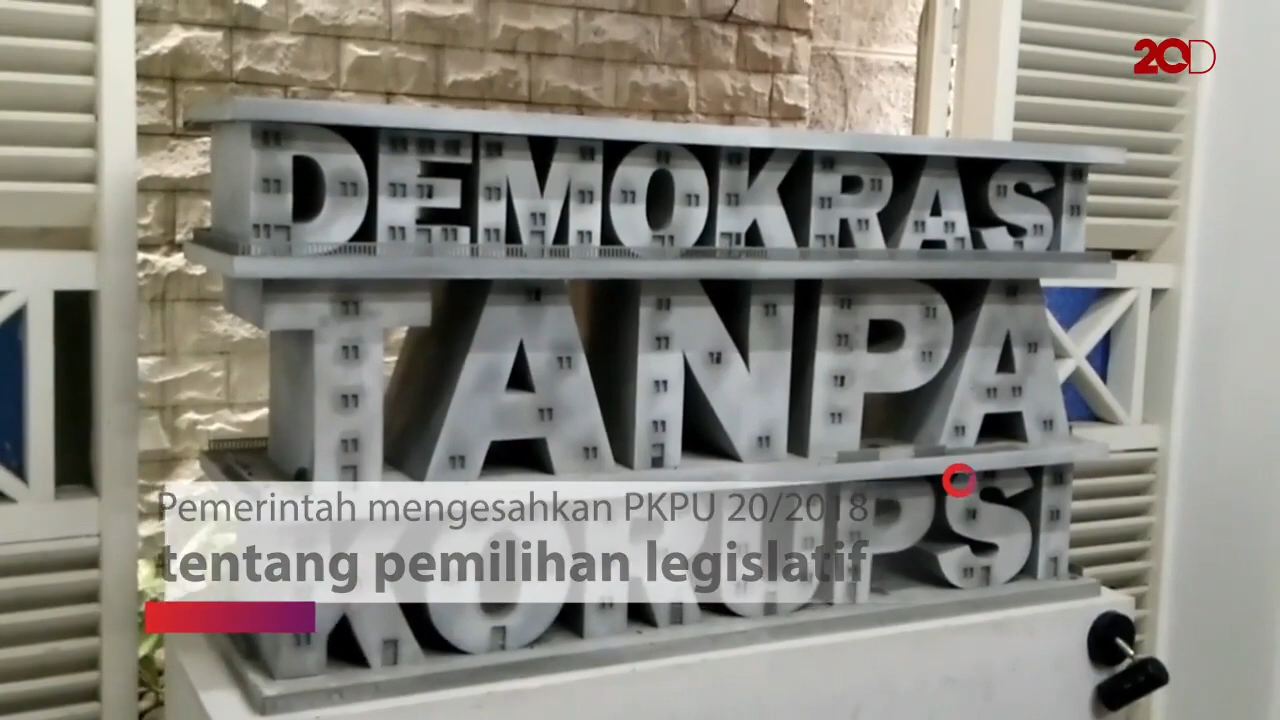 20D
DEMOKRASI
TANPA
KORUPSI
Pemerintah mengesahkan PKPU 20/2018
tentang pemilihan legislatif